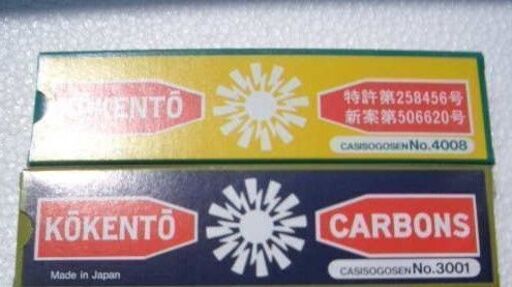 KŌKENTŌ
特許第258456号
新案第506620号
CASISOGOSEN No.4008
KŌKENTŌ
CARBONS
Made in Japan
CASISOGOSEN No.3001